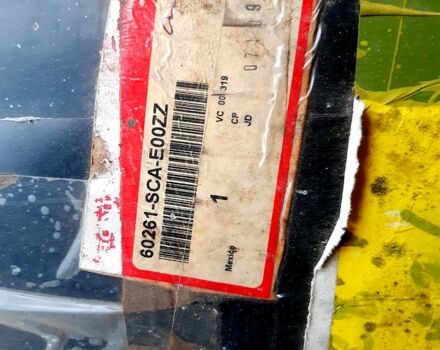 60261-SCA-E00ZZ
VC 00 319
CP
JD
1
Mexico